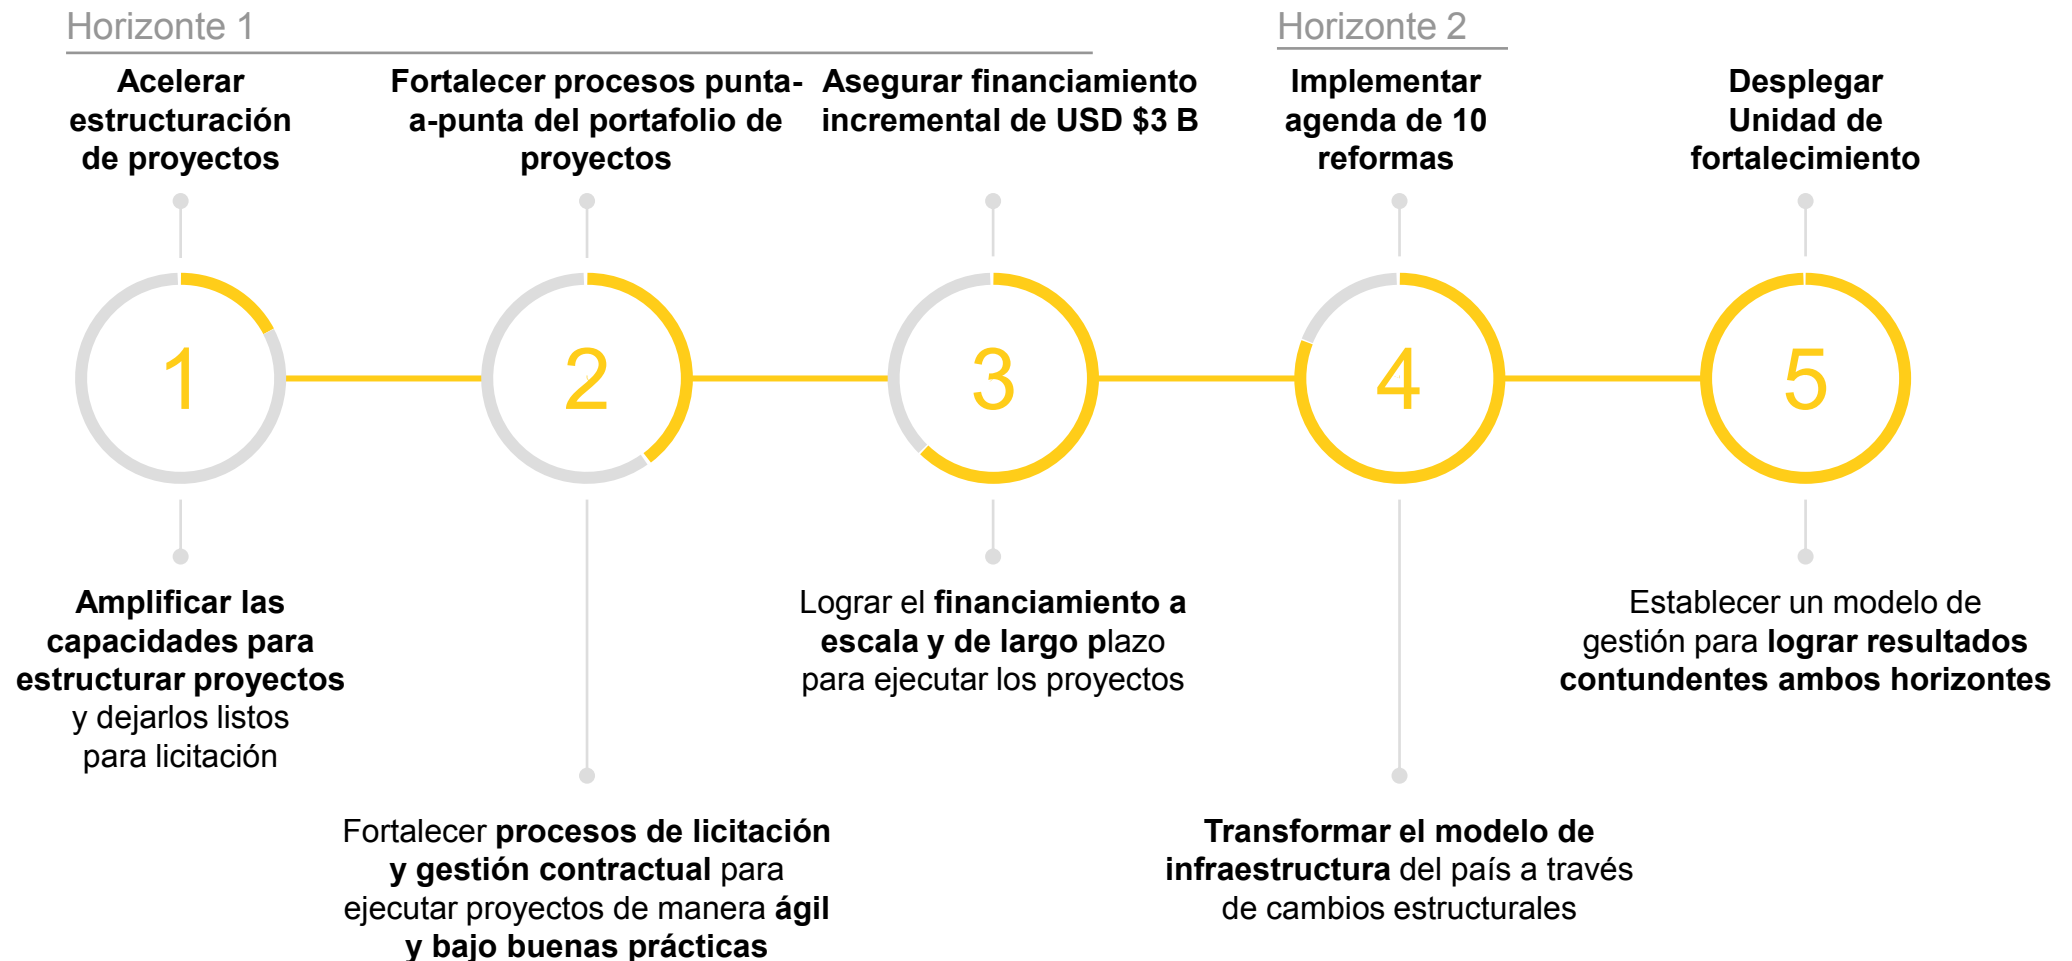 Horizonte 1
Horizonte 2
Acelerar
estructuración
de proyectos
Fortalecer procesos punta-
a-punta del portafolio de
proyectos
Asegurar financiamiento
incremental de USD $3 B
Implementar
agenda de 10
reformas
Desplegar
Unidad de
fortalecimiento
1
2
3
4
5
Amplificar las
capacidades para
estructurar proyectos
y dejarlos listos
para licitación
Fortalecer procesos de licitación
y gestión contractual para
ejecutar proyectos de manera ágil
y bajo buenas prácticas
Lograr el financiamiento a
escala y de largo plazo
para ejecutar los proyectos
Transformar el modelo de
infraestructura del país a través
de cambios estructurales
Establecer un modelo de
gestión para lograr resultados
contundentes ambos horizontes